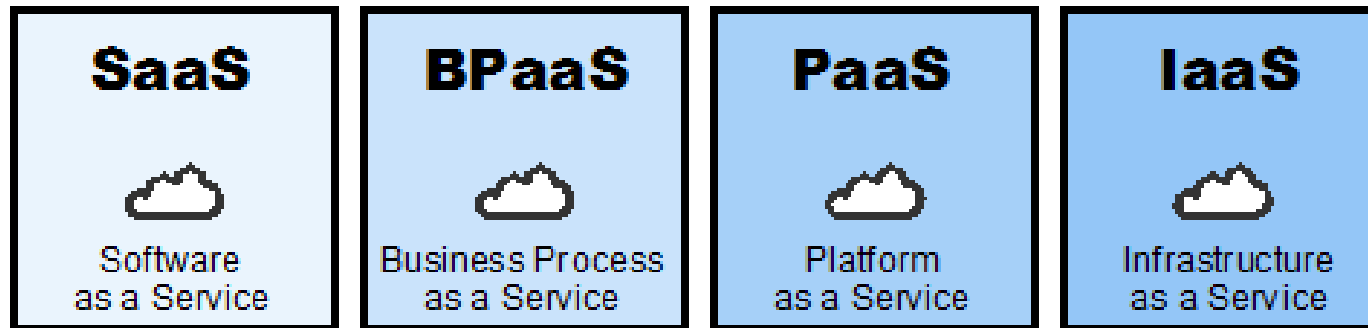 SaaS
Software
as a Service
BPaaS
Business Process
as a Service
PaaS
Platform
as a Service
IaaS
Infrastructure
as a Service